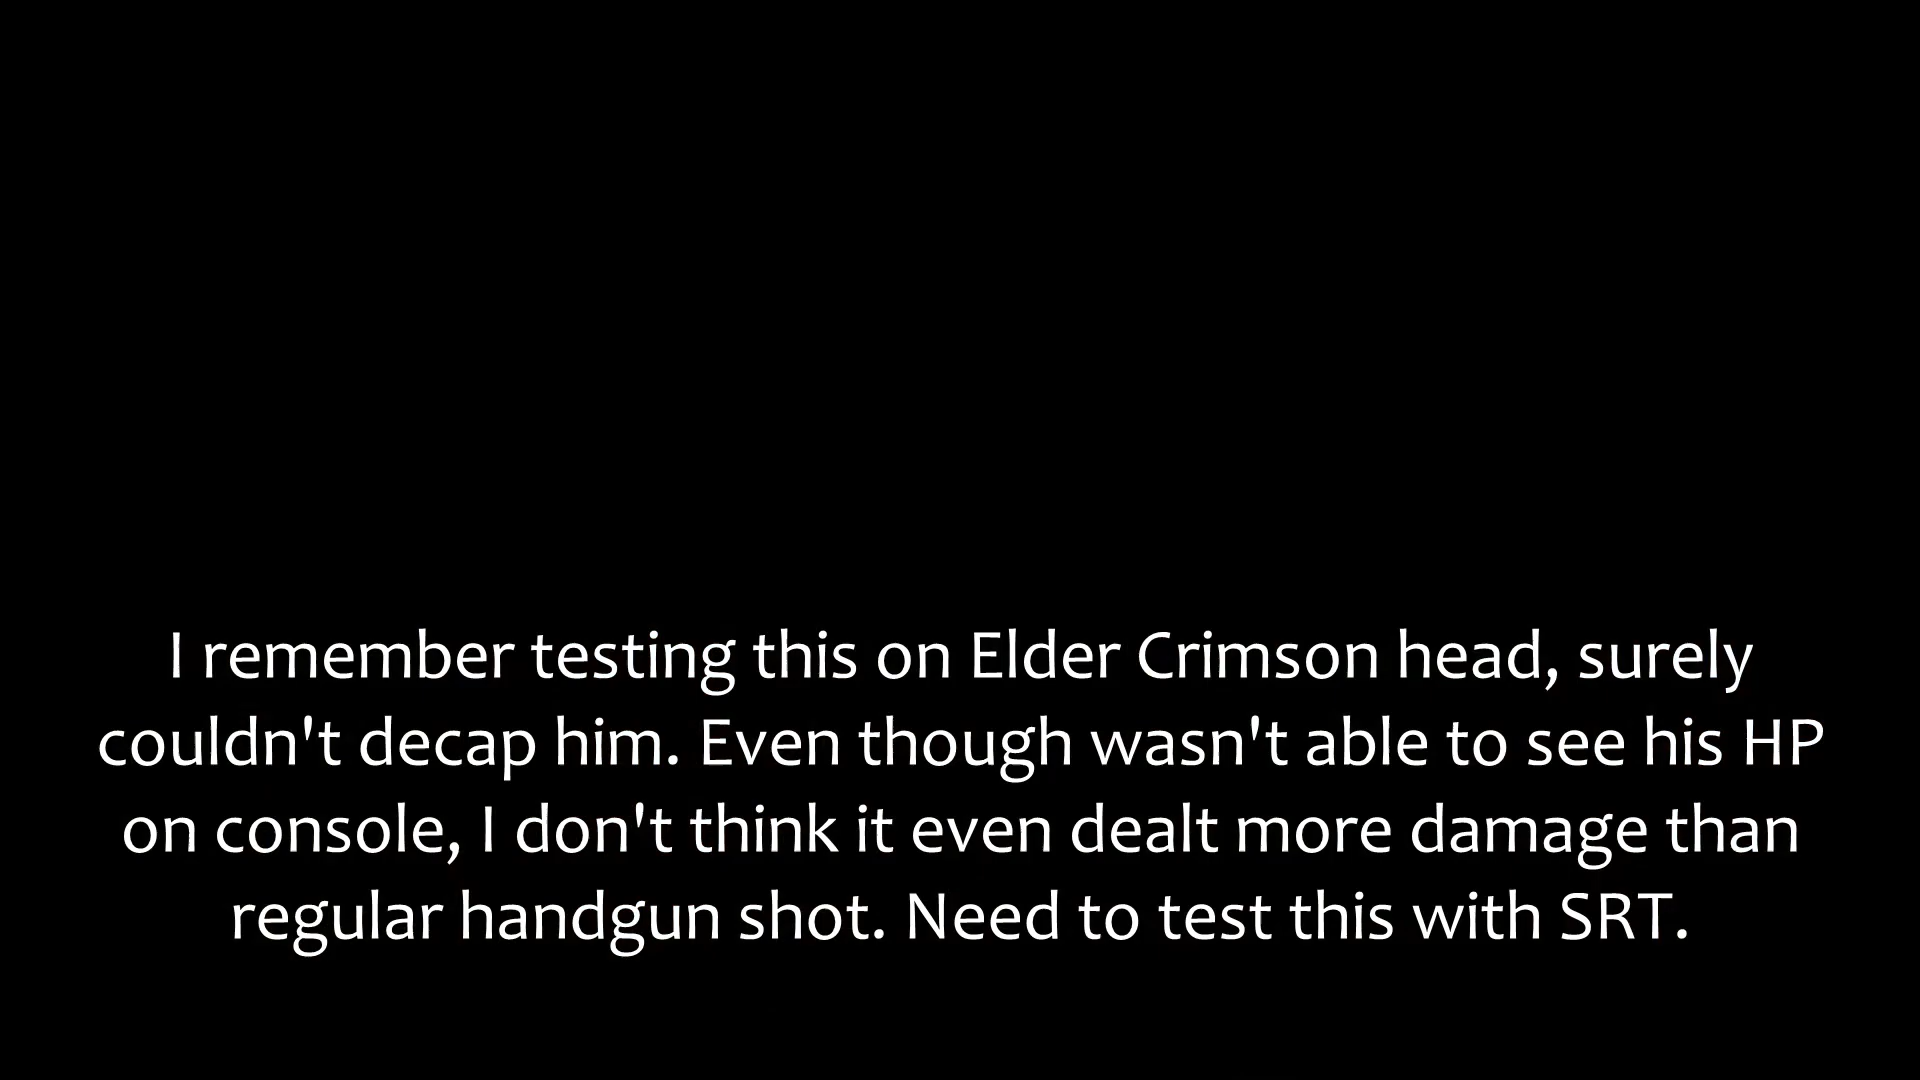 I remember testing this on Elder Crimson head, surely
couldn't decap him. Even though wasn't able to see his HP
on console, I don't think it even dealt more damage than
regular handgun shot. Need to test this with SRT.